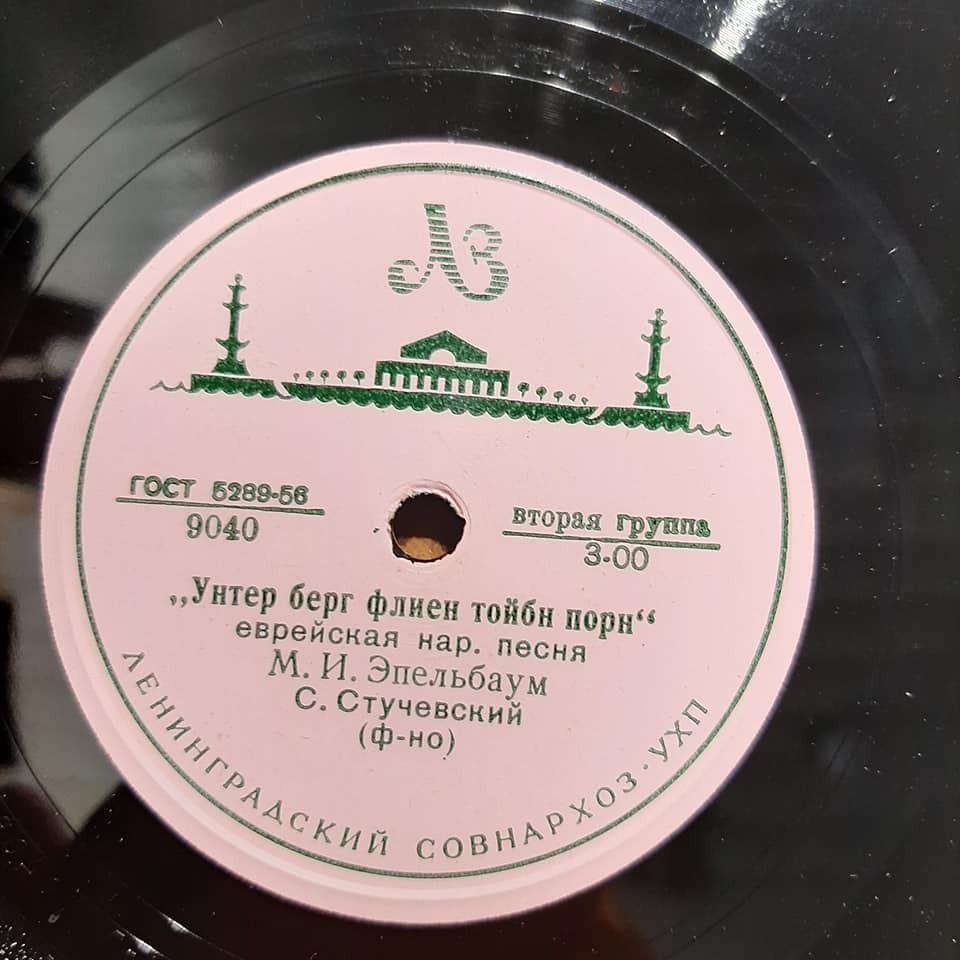 ЛЗ
ГОСТ 5289-56
9040
вторая группа
3-00
„Унтер берг флиен тойбн порн“
еврейская нар. песня
М. И. Эпельбаум
С. Стучевский
(ф-но)
ЛЕНИНГРАДСКИЙ СОВНАРХОЗ · УХП